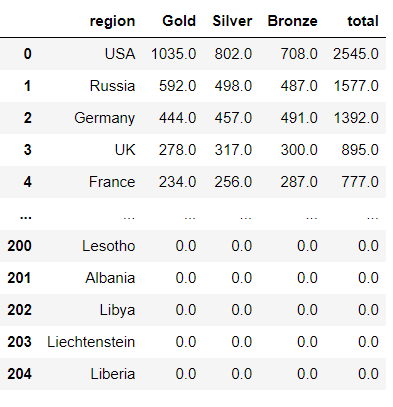 region Gold Silver Bronze total
0 USA 1035.0 802.0 708.0 2545.0
1 Russia 592.0 498.0 487.0 1577.0
2 Germany 444.0 457.0 491.0 1392.0
3 UK 278.0 317.0 300.0 895.0
4 France 234.0 256.0 287.0 777.0
... ... ... ... ... ...
200 Lesotho 0.0 0.0 0.0 0.0
201 Albania 0.0 0.0 0.0 0.0
202 Libya 0.0 0.0 0.0 0.0
203 Liechtenstein 0.0 0.0 0.0 0.0
204 Liberia 0.0 0.0 0.0 0.0